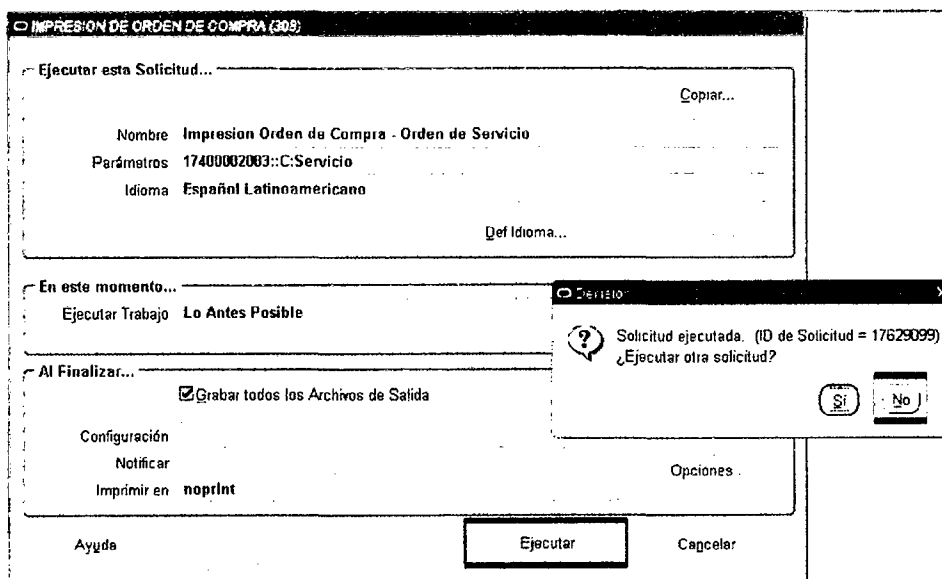 IMPRESION DE ORDEN DE COMPRA (309)
Ejecutar esta Solicitud...
Copiar...
Nombre Impresion Orden de Compra - Orden de Servicio
Parámetros 17400002003::C:Servicio
Idioma Español Latinoamericano
Def Idioma...
En este momento...
Ejecutar Trabajo Lo Antes Posible
Decisión
Solicitud ejecutada. (ID de Solicitud = 17629099)
¿Ejecutar otra solicitud?
Sí No
Al Finalizar...
Grabar todos los Archivos de Salida
Configuración
Notificar
Opciones
Imprimir en noprint
Ayuda Ejecutar Cancelar